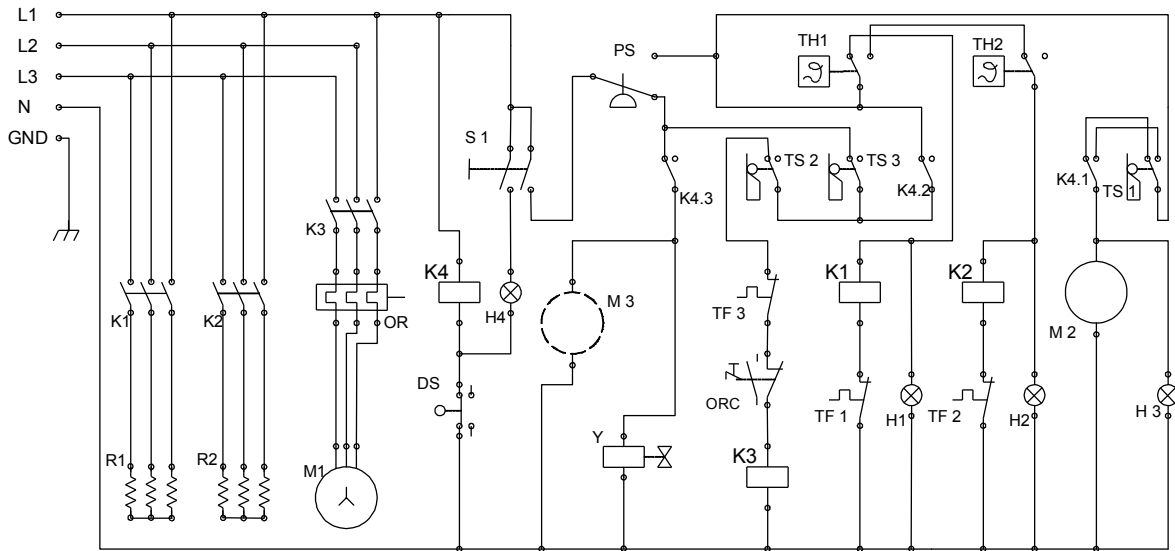 L1
L2
L3
N
GND
PS
TH1
TH2
S 1
TS 2
TS 3
K4.3
K4.2
K4.1
TS 1
K3
K4
K1
K2
M 3
K1
K2
OR
H4
TF 3
M 2
DS
ORC
TF 1
H1
TF 2
H2
H 3
R1
R2
M1
Y
K3